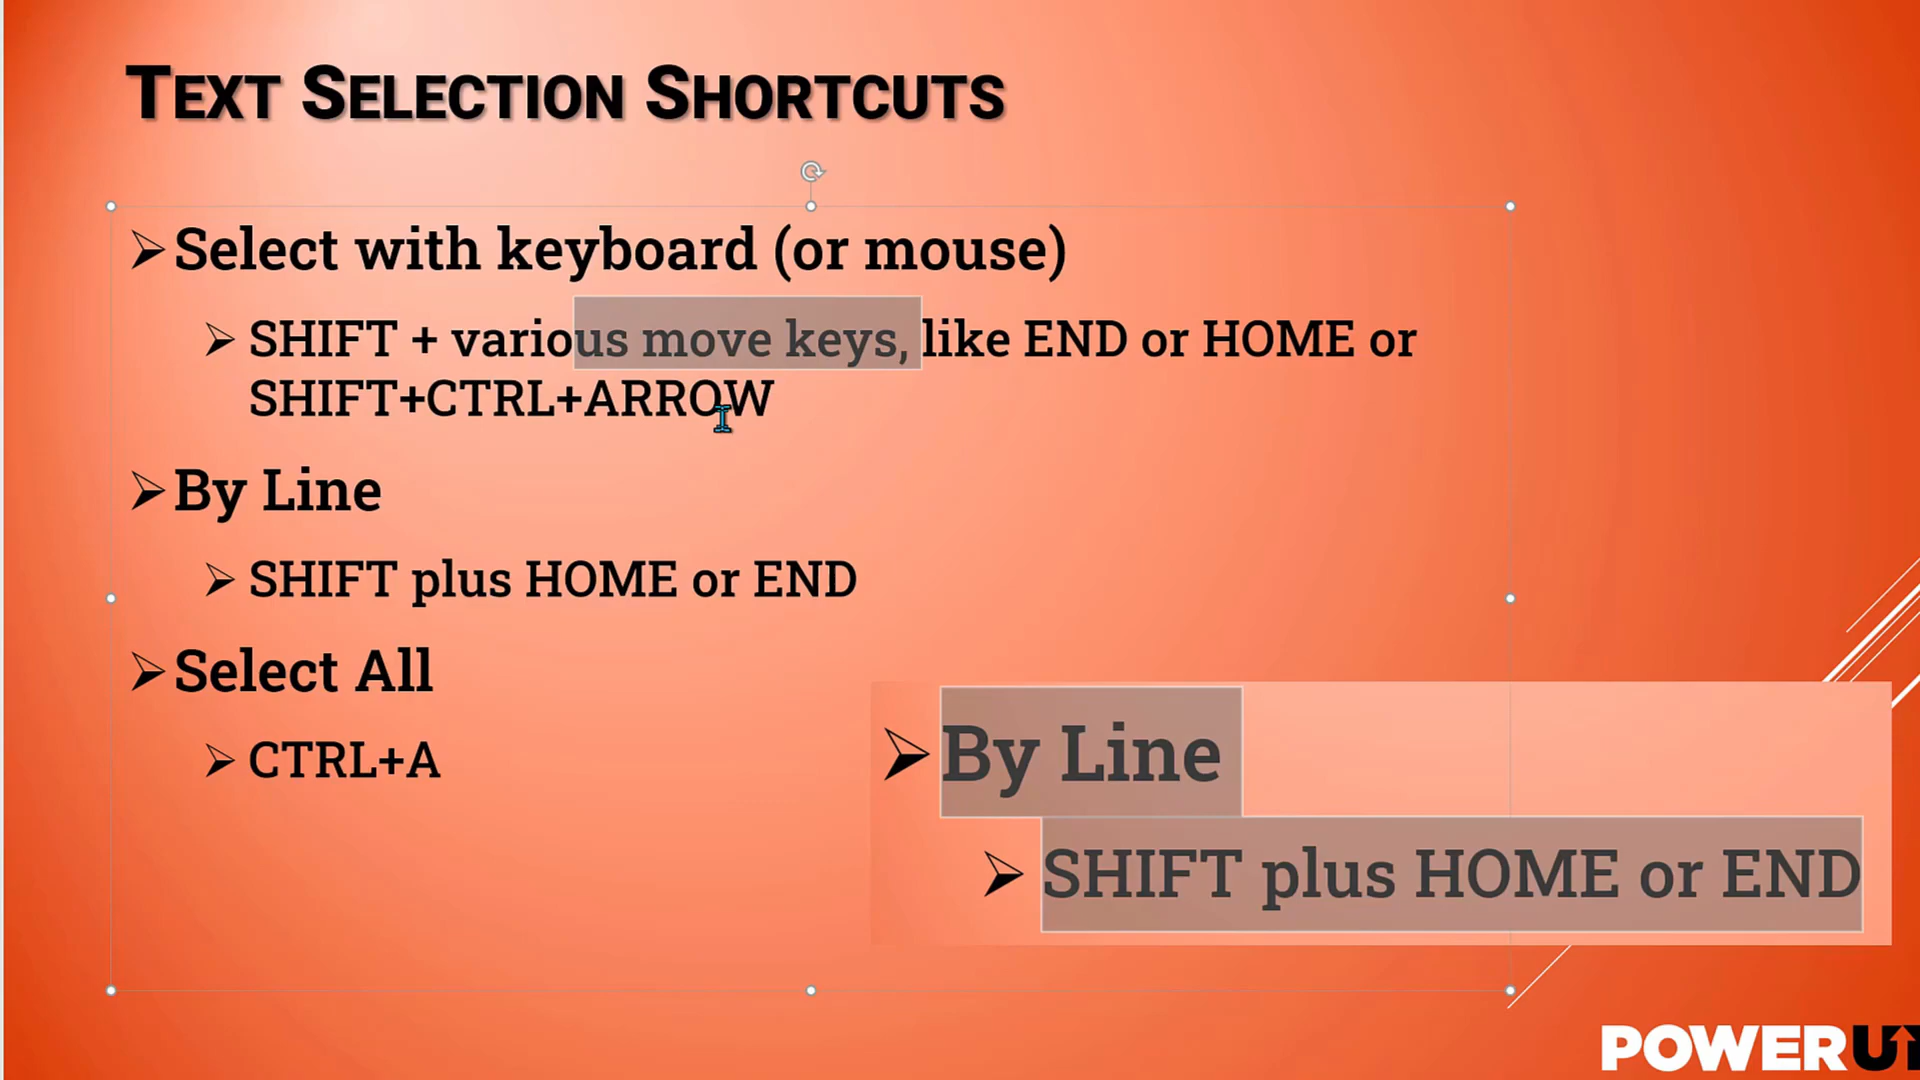 TEXT SELECTION SHORTCUTS
Select with keyboard (or mouse)
SHIFT + various move keys, like END or HOME or
SHIFT+CTRL+ARROW
By Line
SHIFT plus HOME or END
Select All
CTRL+A
By Line
SHIFT plus HOME or END
POWERU